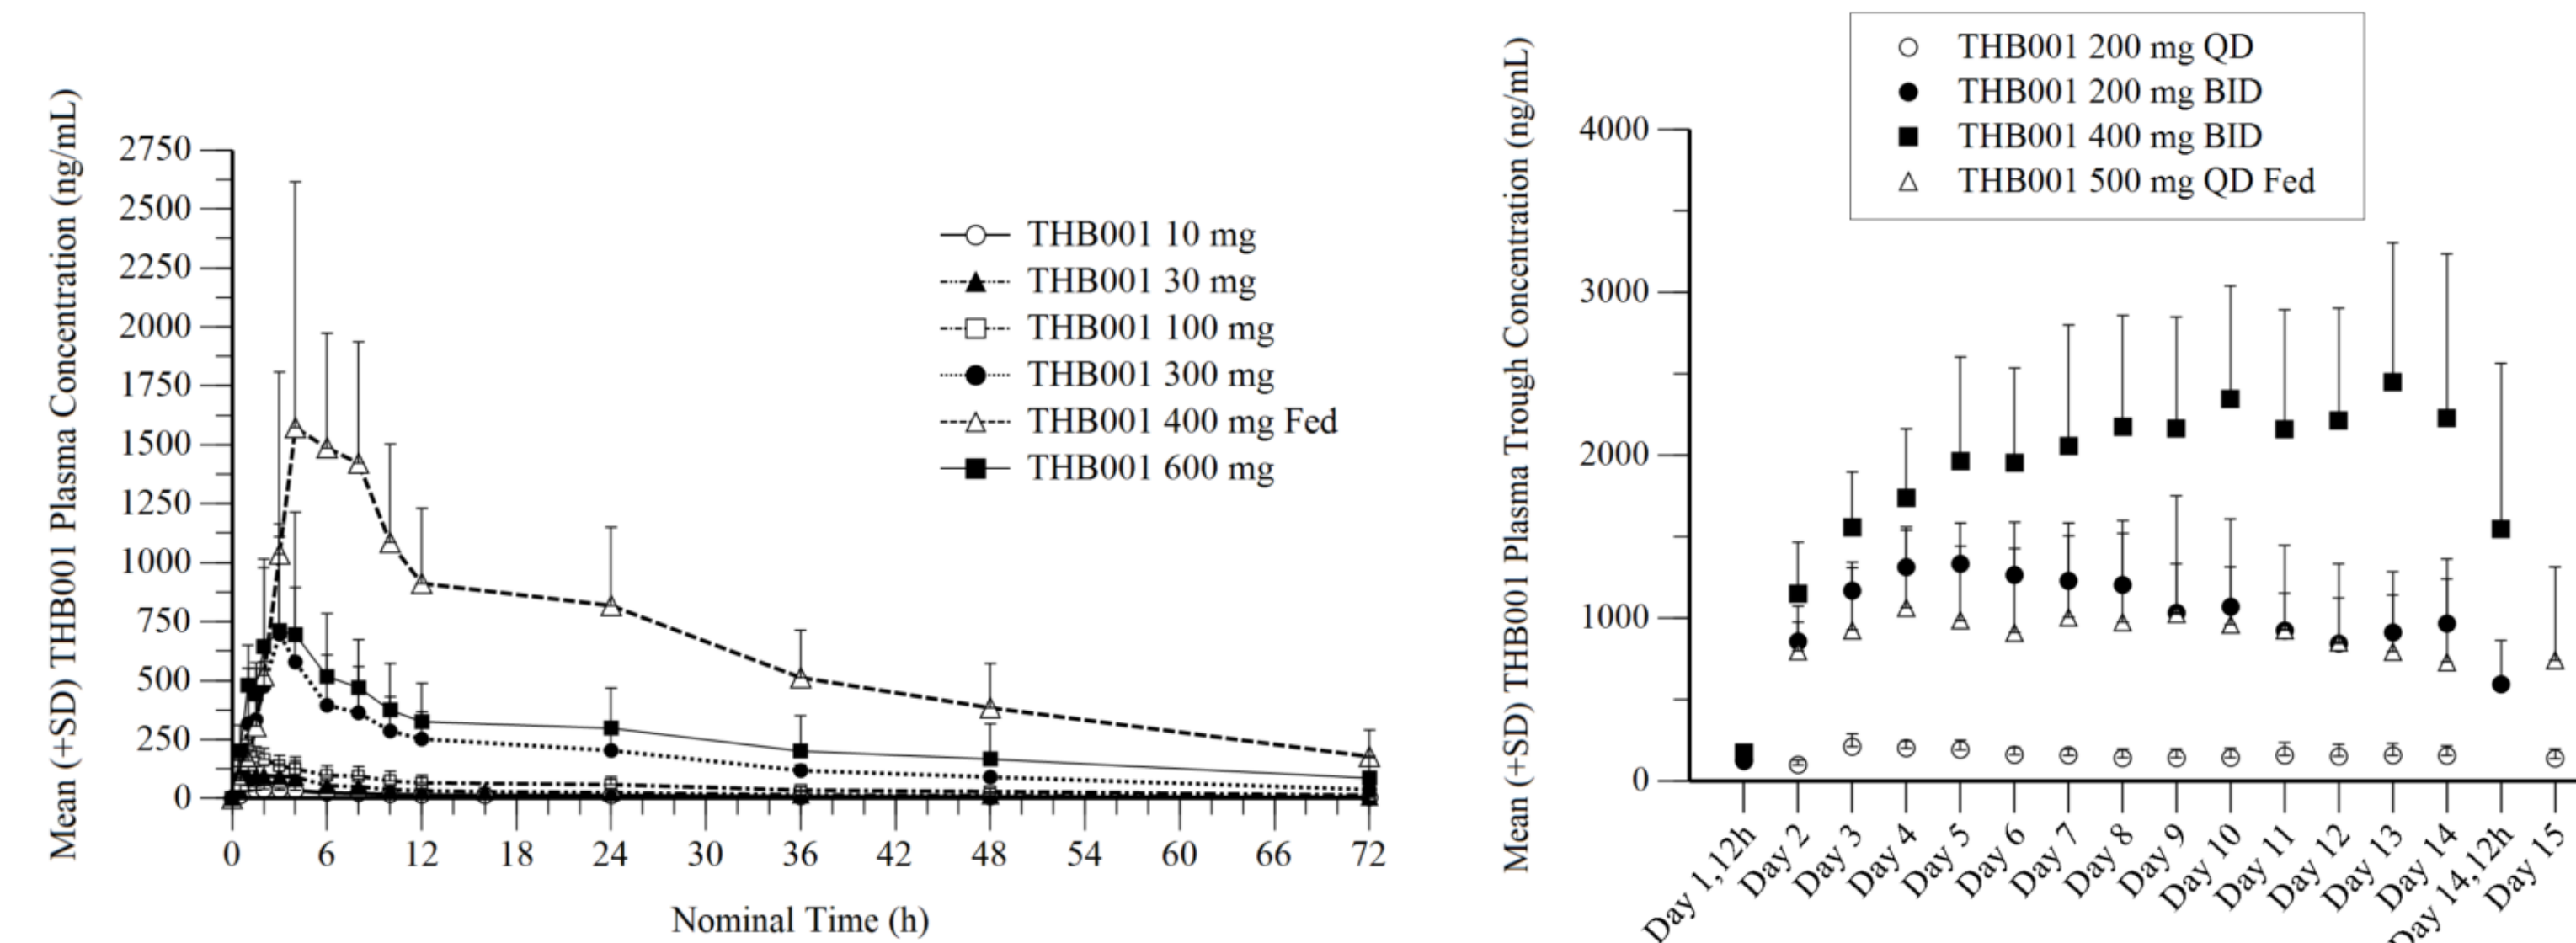 Mean (+SD) THB001 Plasma Concentration (ng/mL)
2750
2500
2250
2000
1750
1500
1250
1000
750
500
250
0
0 6 12 18 24 30 36 42 48 54 60 66 72
Nominal Time (h)
THB001 10 mg
THB001 30 mg
THB001 100 mg
THB001 300 mg
THB001 400 mg Fed
THB001 600 mg
Mean (+SD) THB001 Plasma Trough Concentration (ng/mL)
THB001 200 mg QD
THB001 200 mg BID
THB001 400 mg BID
THB001 500 mg QD Fed
4000
3000
2000
1000
0
Day 1,12h
Day 2
Day 3
Day 4
Day 5
Day 6
Day 7
Day 8
Day 9
Day 10
Day 11
Day 12
Day 13
Day 14
Day 14,12h
Day 15